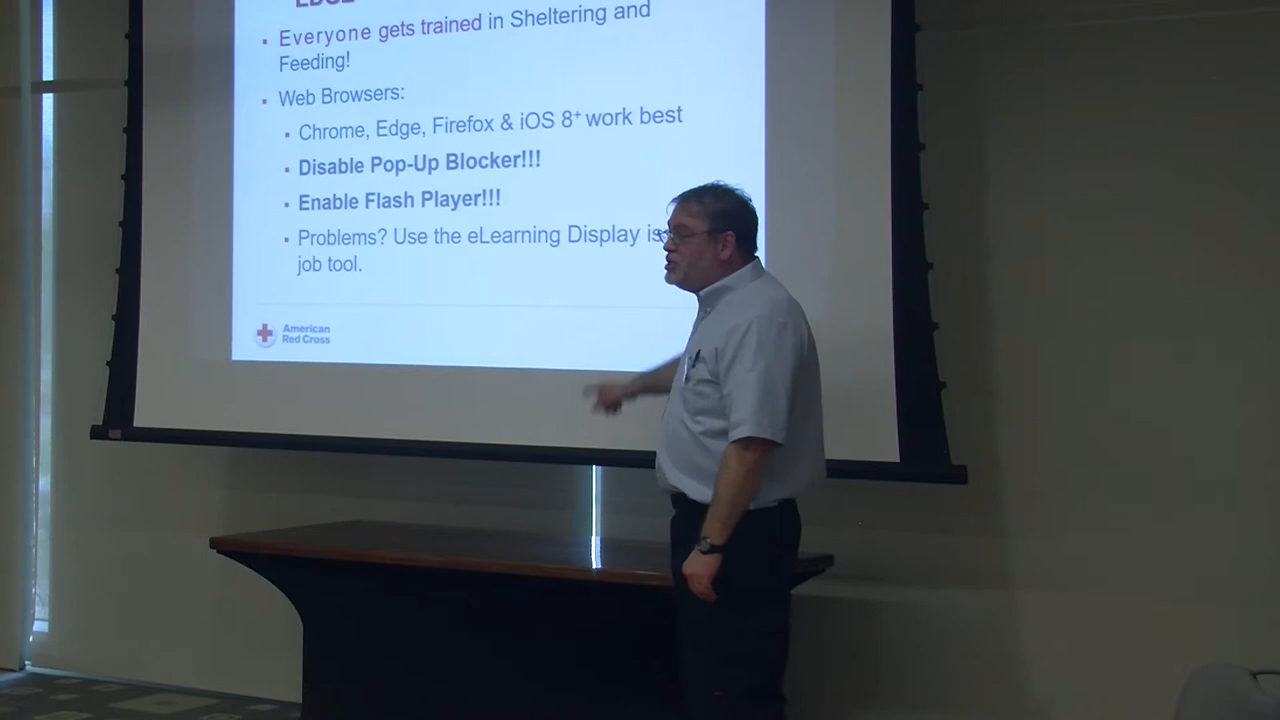 EDGE
Everyone gets trained in Sheltering and
Feeding!
Web Browsers:
Chrome, Edge, Firefox & iOS 8+ work best
Disable Pop-Up Blocker!!!
Enable Flash Player!!!
Problems? Use the eLearning Display is
job tool.
American
Red Cross